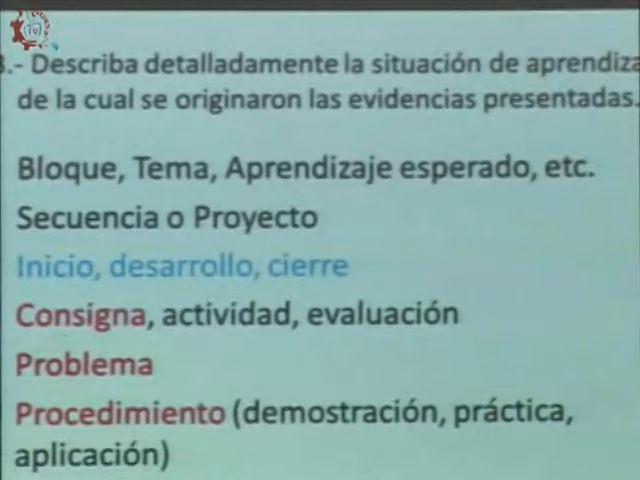 3.- Describa detalladamente la situación de aprendiza
de la cual se originaron las evidencias presentadas.
Bloque, Tema, Aprendizaje esperado, etc.
Secuencia o Proyecto
Inicio, desarrollo, cierre
Consigna, actividad, evaluación
Problema
Procedimiento (demostración, práctica,
aplicación)